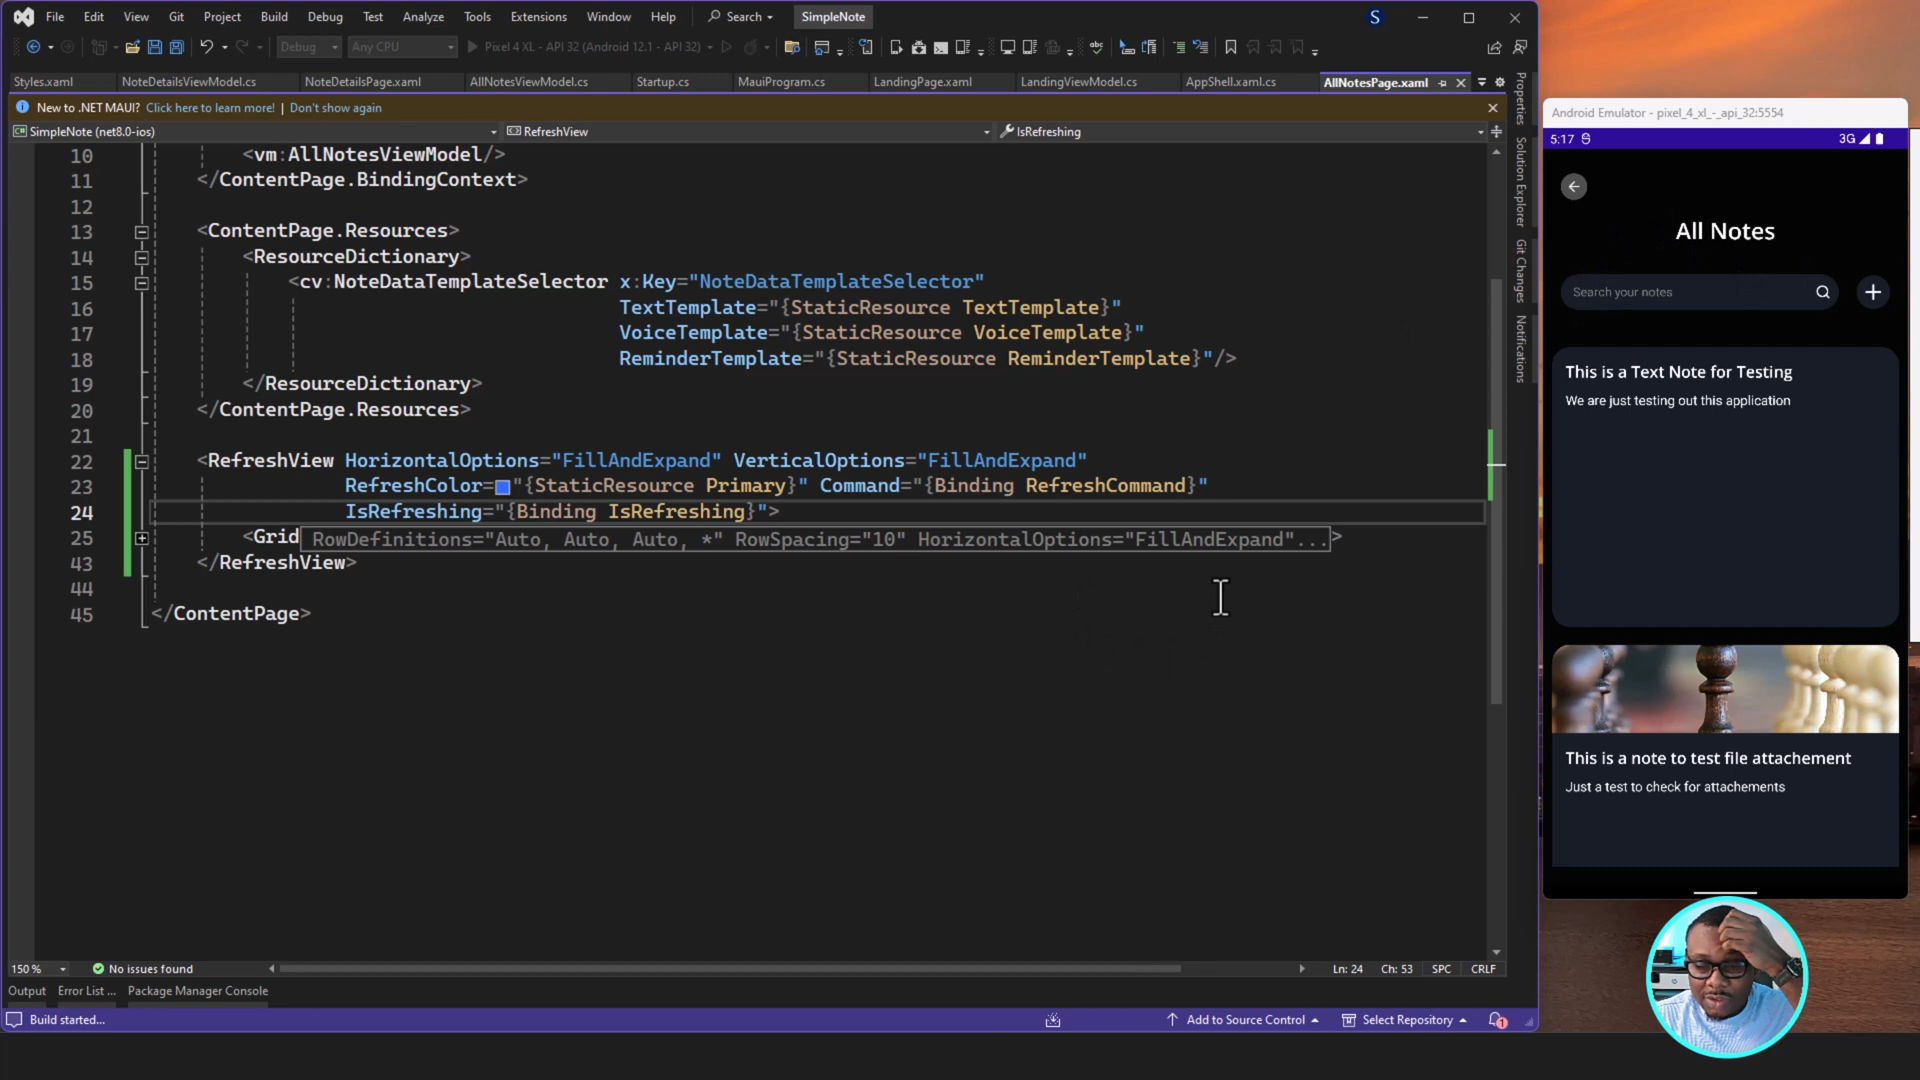 File Edit View Git Project Build Debug Test Analyze Tools Extensions Window Help Search SimpleNote S
Debug Any CPU Pixel 4 XL - API 32 (Android 12.1 - API 32)
Styles.xaml NoteDetailsViewModel.cs NoteDetailsPage.xaml AllNotesViewModel.cs Startup.cs MauiProgram.cs LandingPage.xaml LandingViewModel.cs AppShell.xaml.cs AllNotesPage.xaml
New to .NET MAUI? Click here to learn more! | Don't show again
SimpleNote (net8.0-ios) RefreshView IsRefreshing
10 <vm:AllNotesViewModel/>
11 </ContentPage.BindingContext>
12
13 <ContentPage.Resources>
14 <ResourceDictionary>
15 <cv:NoteDataTemplateSelector x:Key="NoteDataTemplateSelector"
16 TextTemplate="{StaticResource TextTemplate}"
17 VoiceTemplate="{StaticResource VoiceTemplate}"
18 ReminderTemplate="{StaticResource ReminderTemplate}"/>
19 </ResourceDictionary>
20 </ContentPage.Resources>
21
22 <RefreshView HorizontalOptions="FillAndExpand" VerticalOptions="FillAndExpand"
23 RefreshColor="{StaticResource Primary}" Command="{Binding RefreshCommand}"
24 IsRefreshing="{Binding IsRefreshing}">
25 <Grid RowDefinitions="Auto, Auto, Auto, *" RowSpacing="10" HorizontalOptions="FillAndExpand"...>
43 </RefreshView>
44
45 </ContentPage>
150 % No issues found Ln: 24 Ch: 53 SPC CRLF
Output Error List ... Package Manager Console
Build started... Add to Source Control Select Repository 1
Properties
Solution Explorer
Git Changes
Notifications
Android Emulator - pixel_4_xl_-_api_32:5554
5:17 3G
All Notes
Search your notes
This is a Text Note for Testing
We are just testing out this application
This is a note to test file attachement
Just a test to check for attachements